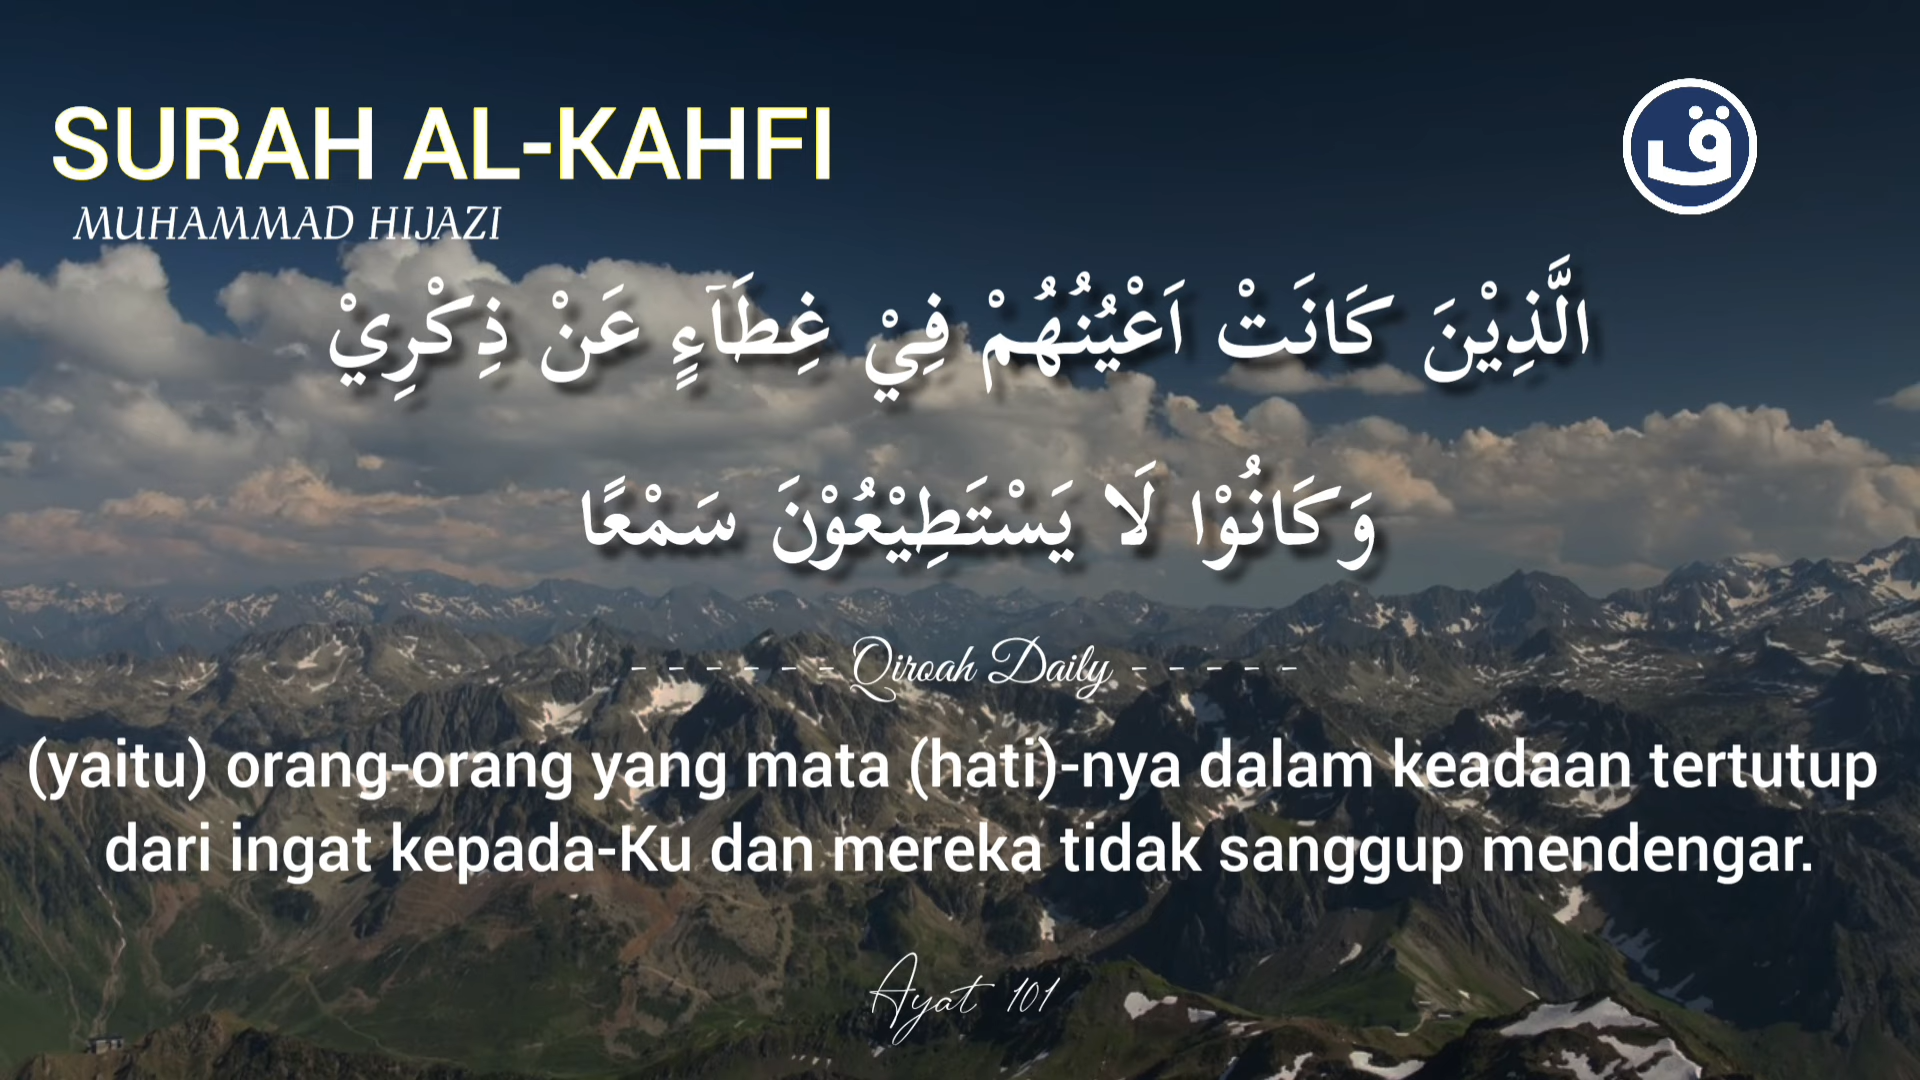 SURAH AL-KAHFI
ق
MUHAMMAD HIJAZI
الَّذِيْنَ كَانَتْ اَعْيُنُهُمْ فِيْ غِطَاۤءٍ عَنْ ذِكْرِيْ
وَكَانُوْا لَا يَسْتَطِيْعُوْنَ سَمْعًا
- - - - - - Qiroah Daily - - - - -
(yaitu) orang-orang yang mata (hati)-nya dalam keadaan tertutup
dari ingat kepada-Ku dan mereka tidak sanggup mendengar.
Ayat 101